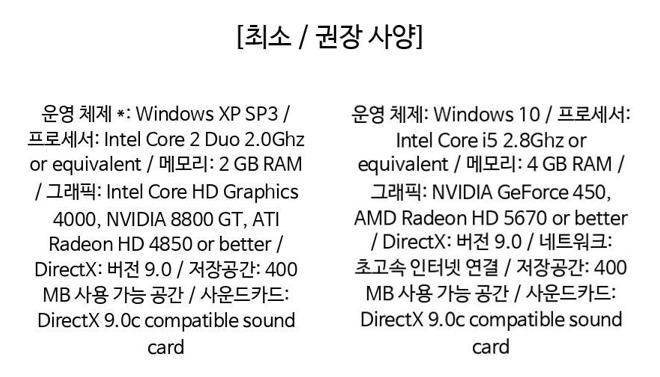 [최소 / 권장 사양]
운영 체제 *: Windows XP SP3 /
프로세서: Intel Core 2 Duo 2.0Ghz
or equivalent / 메모리: 2 GB RAM
/ 그래픽: Intel Core HD Graphics
4000, NVIDIA 8800 GT, ATI
Radeon HD 4850 or better /
DirectX: 버전 9.0 / 저장공간: 400
MB 사용 가능 공간 / 사운드카드:
DirectX 9.0c compatible sound
card
운영 체제: Windows 10 / 프로세서:
Intel Core i5 2.8Ghz or
equivalent / 메모리: 4 GB RAM /
그래픽: NVIDIA GeForce 450,
AMD Radeon HD 5670 or better
/ DirectX: 버전 9.0 / 네트워크:
초고속 인터넷 연결 / 저장공간: 400
MB 사용 가능 공간 / 사운드카드:
DirectX 9.0c compatible sound
card